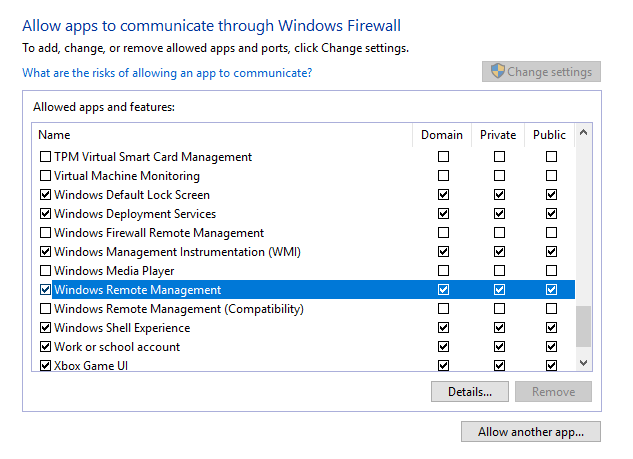 Allow apps to communicate through Windows Firewall
To add, change, or remove allowed apps and ports, click Change settings.
What are the risks of allowing an app to communicate? Change settings
Allowed apps and features:
Name Domain Private Public
TPM Virtual Smart Card Management
Virtual Machine Monitoring
Windows Default Lock Screen
Windows Deployment Services
Windows Firewall Remote Management
Windows Management Instrumentation (WMI)
Windows Media Player
Windows Remote Management
Windows Remote Management (Compatibility)
Windows Shell Experience
Work or school account
Xbox Game UI
Details... Remove
Allow another app...